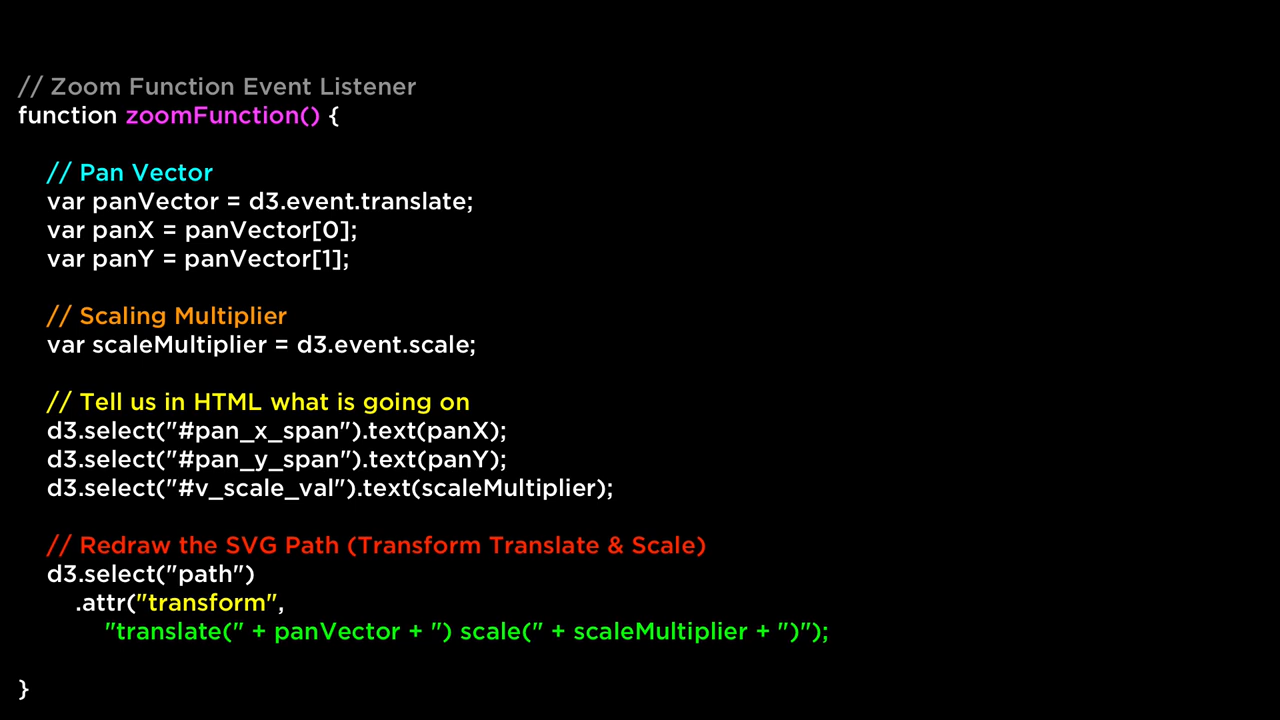 // Zoom Function Event Listener
function zoomFunction() {
// Pan Vector
var panVector = d3.event.translate;
var panX = panVector[0];
var panY = panVector[1];
// Scaling Multiplier
var scaleMultiplier = d3.event.scale;
// Tell us in HTML what is going on
d3.select("#pan_x_span").text(panX);
d3.select("#pan_y_span").text(panY);
d3.select("#v_scale_val").text(scaleMultiplier);
// Redraw the SVG Path (Transform Translate & Scale)
d3.select("path")
.attr("transform",
"translate(" + panVector + ") scale(" + scaleMultiplier + ")");
}